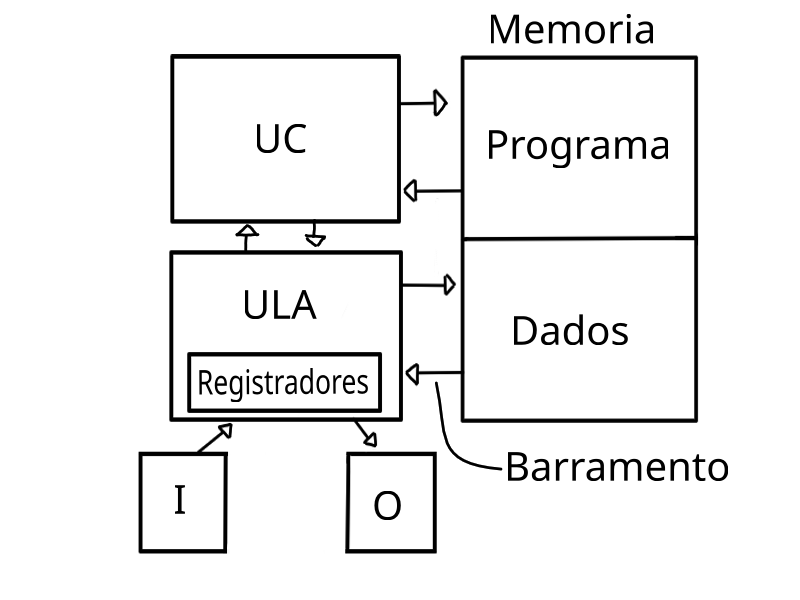 Memoria
UC
Programa
ULA
Dados
Registradores
Barramento
I
O